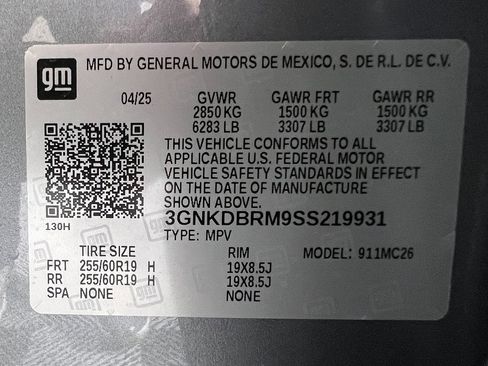 gm
MFD BY GENERAL MOTORS DE MEXICO, S. DE R.L. DE C.V.
04/25 GVWR GAWR FRT GAWR RR
2850 KG 1500 KG 1500 KG
6283 LB 3307 LB 3307 LB
THIS VEHICLE CONFORMS TO ALL
APPLICABLE U.S. FEDERAL MOTOR
VEHICLE SAFETY STANDARDS IN EFFECT
ON THE DATE OF MANUFACTURE
SHOWN ABOVE.
3GNKDBRM9SS219931
130H TYPE: MPV
TIRE SIZE RIM MODEL: 911MC26
FRT 255/60R19 H 19X8.5J
RR 255/60R19 H 19X8.5J
SPA NONE NONE